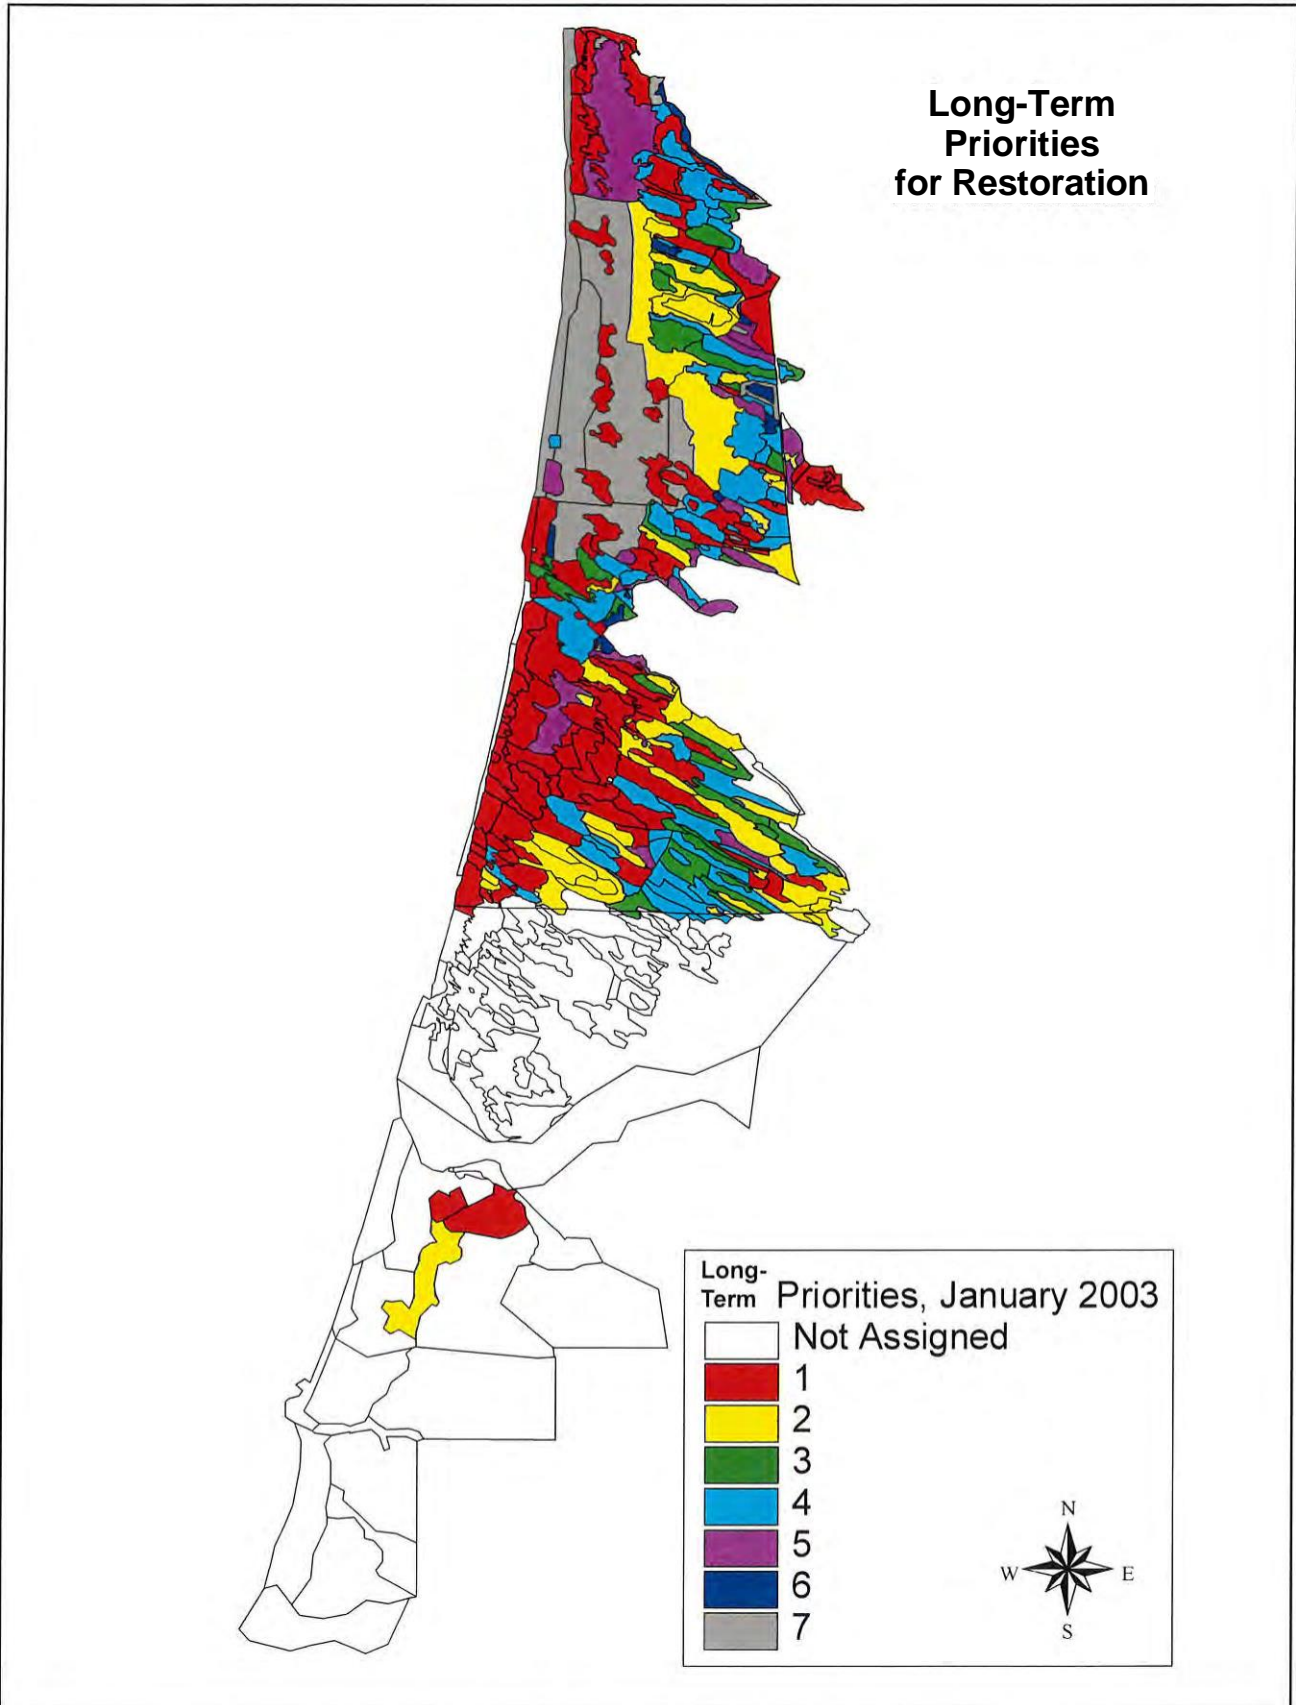 Long-Term
Priorities
for Restoration
Long-
Term Priorities, January 2003
Not Assigned
1
2
3
4
5
6
7
N
W E
S